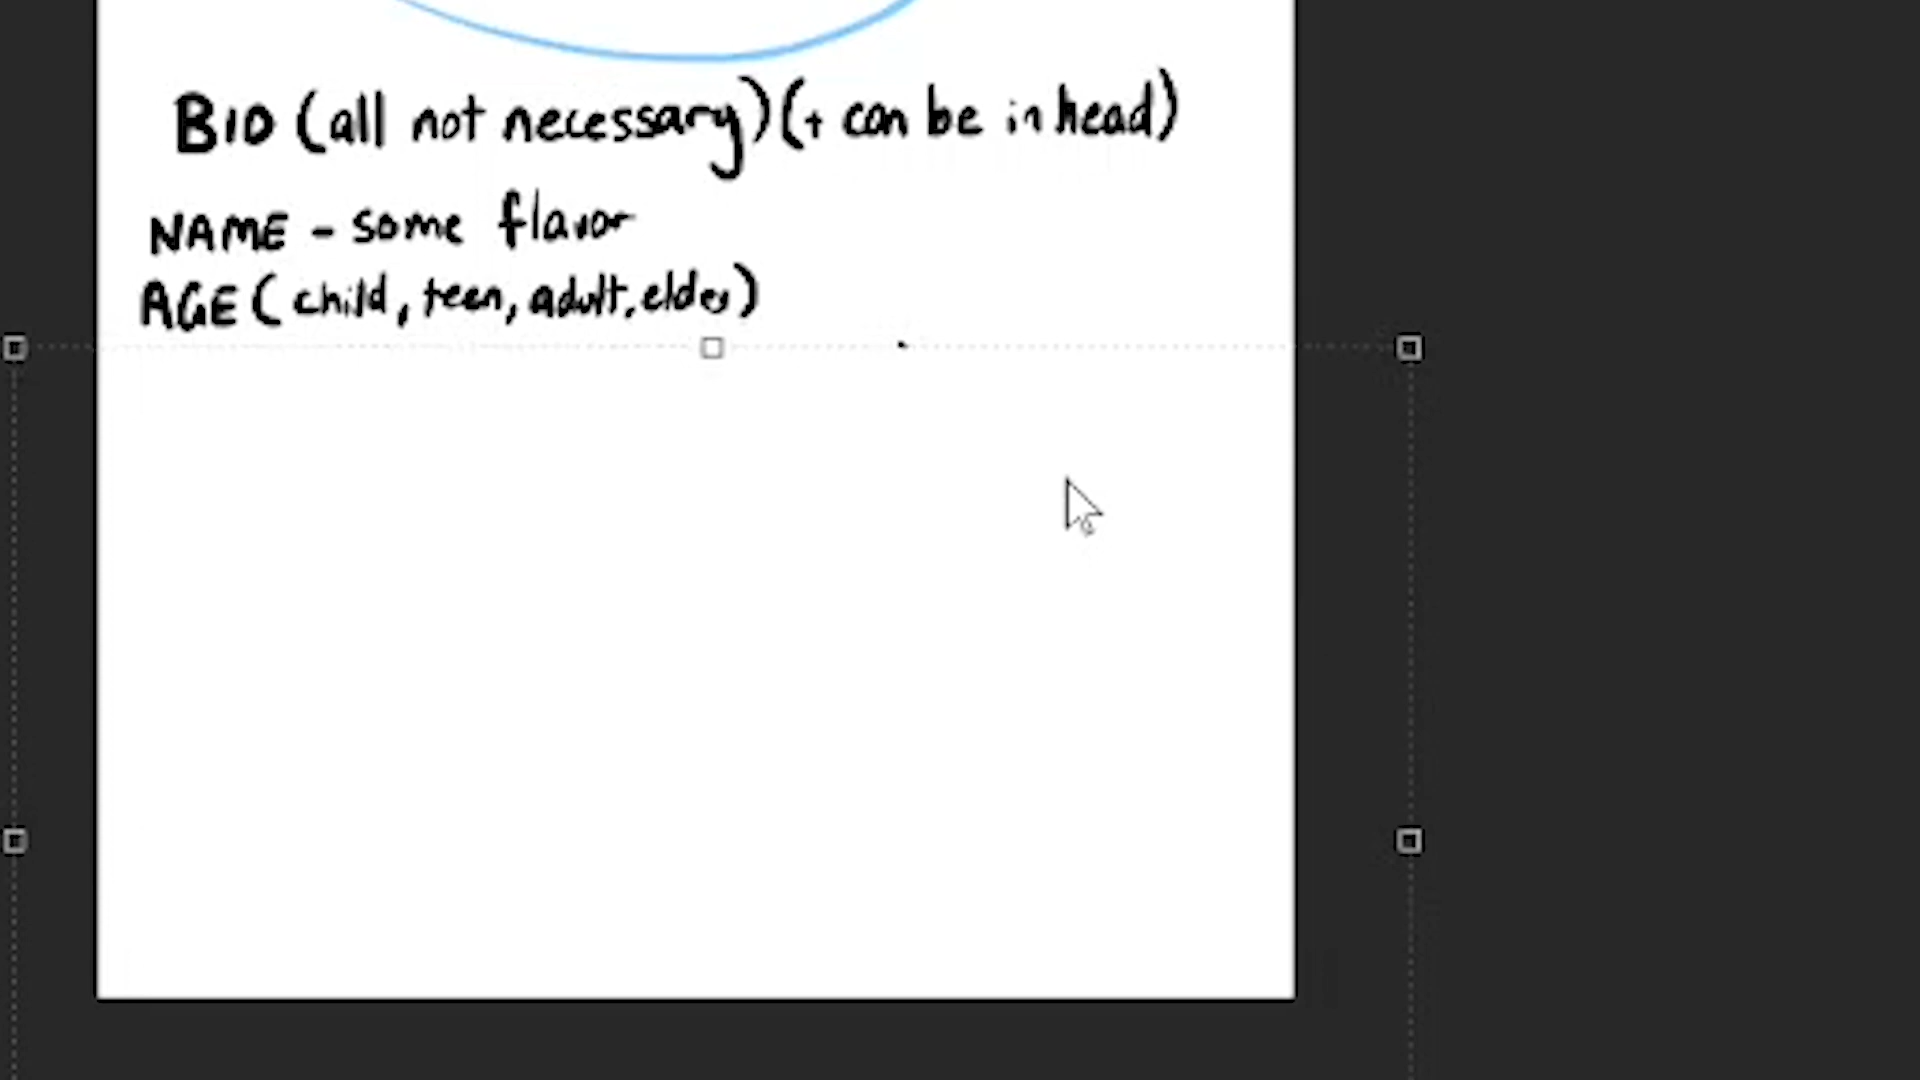 BIO (all not necessary) (+ can be in head)
NAME - some flavor
AGE ( child, teen, adult, elder )